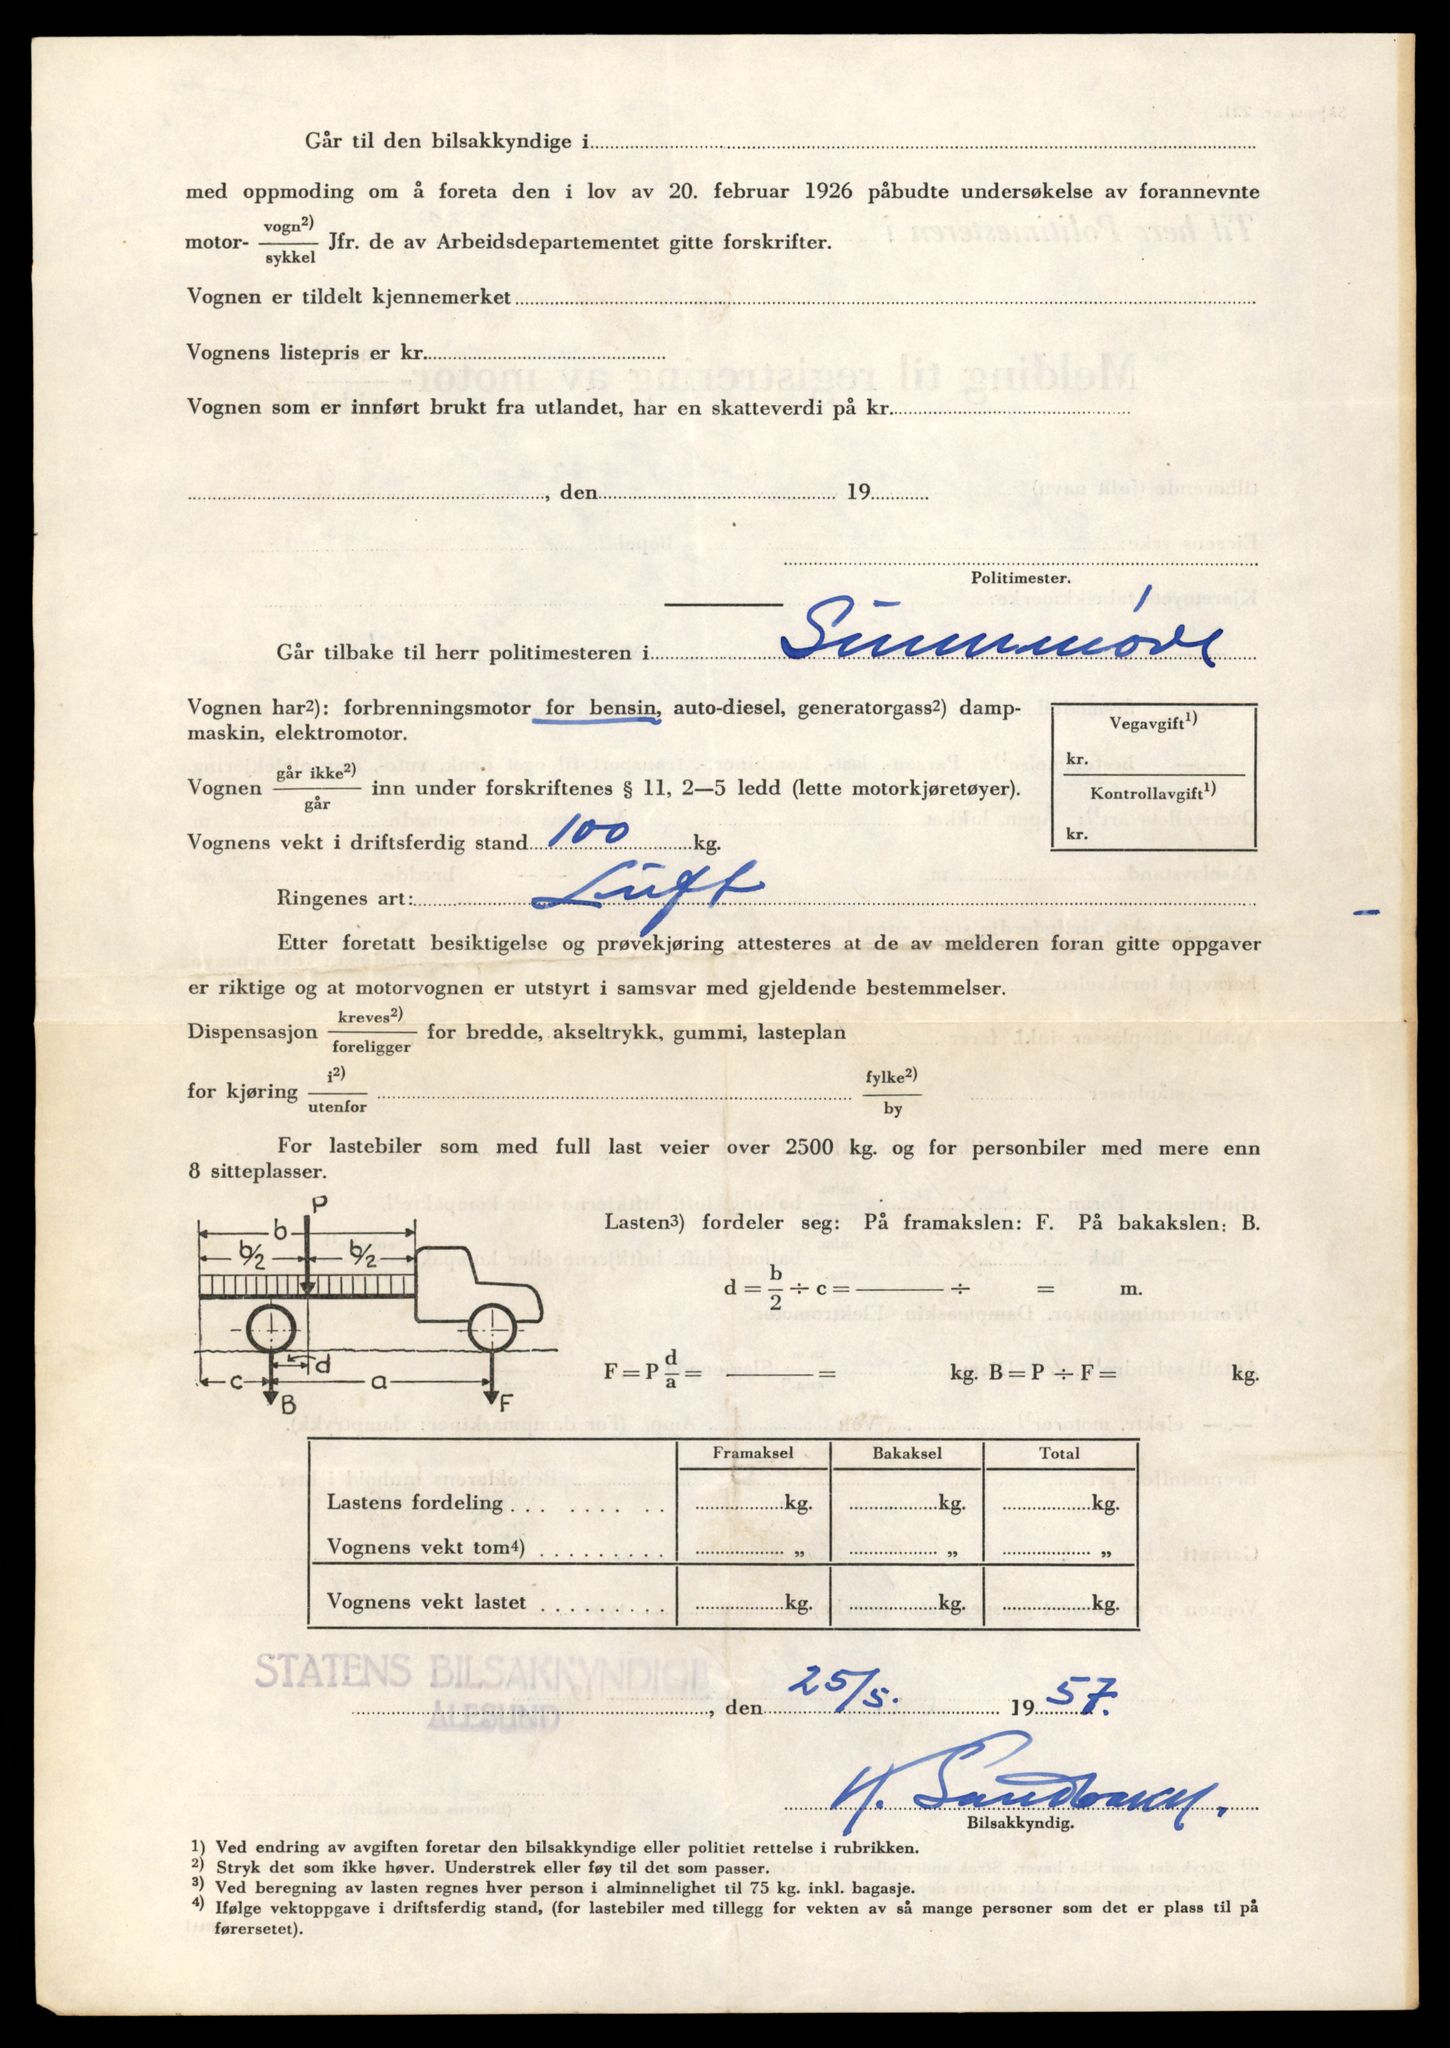 Går til den bilsakkyndige i
med oppmoding om å foreta den i lov av 20. februar 1926 påbudte undersøkelse av forannevnte
motor- vogn2) / sykkel Jfr. de av Arbeidsdepartementet gitte forskrifter.
Vognen er tildelt kjennemerket
Vognens listepris er kr.
Vognen som er innført brukt fra utlandet, har en skatteverdi på kr.
, den 19
Politimester.
Går tilbake til herr politimesteren i Sunnmøre
Vognen har2): forbrenningsmotor for bensin, auto-diesel, generatorgass2) damp-
maskin, elektromotor.
Vegavgift1)
kr.
Kontrollavgift1)
kr.
Vognen går ikke2) / går inn under forskriftenes § 11, 2—5 ledd (lette motorkjøretøyer).
Vognens vekt i driftsferdig stand 100 kg.
Ringenes art: Luft
Etter foretatt besiktigelse og prøvekjøring attesteres at de av melderen foran gitte oppgaver
er riktige og at motorvognen er utstyrt i samsvar med gjeldende bestemmelser.
Dispensasjon kreves2) / foreligger for bredde, akseltrykk, gummi, lasteplan
for kjøring i2) / utenfor fylke2) / by
For lastebiler som med full last veier over 2500 kg. og for personbiler med mere enn
8 sitteplasser.
P
b
b/2 b/2
d
c a
B F
Lasten3) fordeler seg: På framakslen: F. På bakakslen: B.
d = b/2 ÷ c = ——— ÷ = m.
F = P d/a = ——— = kg. B = P ÷ F = kg.
Framaksel Bakaksel Total
Lastens fordeling . . . . . . . . . kg. kg. kg.
Vognens vekt tom4) . . . . . . . . . „ „ „
Vognens vekt lastet . . . . . . . . . kg. kg. kg.
STATENS BILSAKKYNDIGE
ÅLESUND
, den 25/5. 19 57.
K. Sandbakk.
Bilsakkyndig.
1) Ved endring av avgiften foretar den bilsakkyndige eller politiet rettelse i rubrikken.
2) Stryk det som ikke høver. Understrek eller føy til det som passer.
3) Ved beregning av lasten regnes hver person i alminnelighet til 75 kg. inkl. bagasje.
4) Ifølge vektoppgave i driftsferdig stand, (for lastebiler med tillegg for vekten av så mange personer som det er plass til på
førersetet).